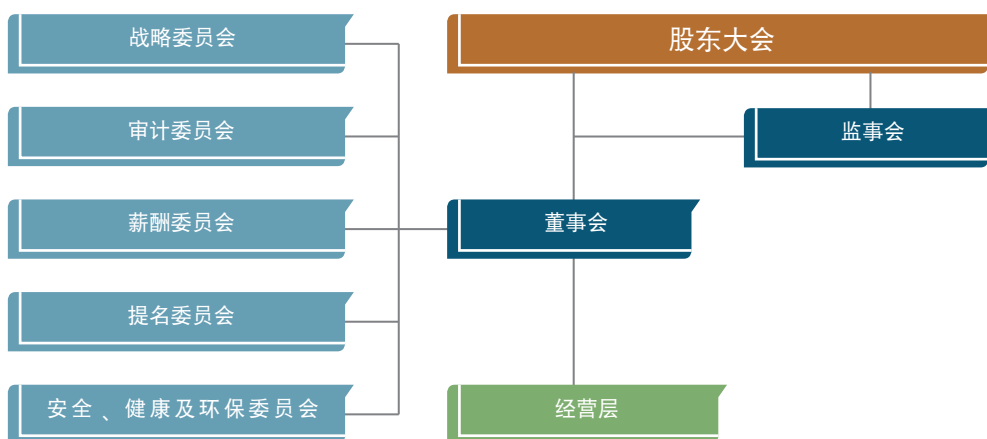 战略委员会
股东大会
审计委员会
监事会
薪酬委员会
董事会
提名委员会
安全、健康及环保委员会
经营层